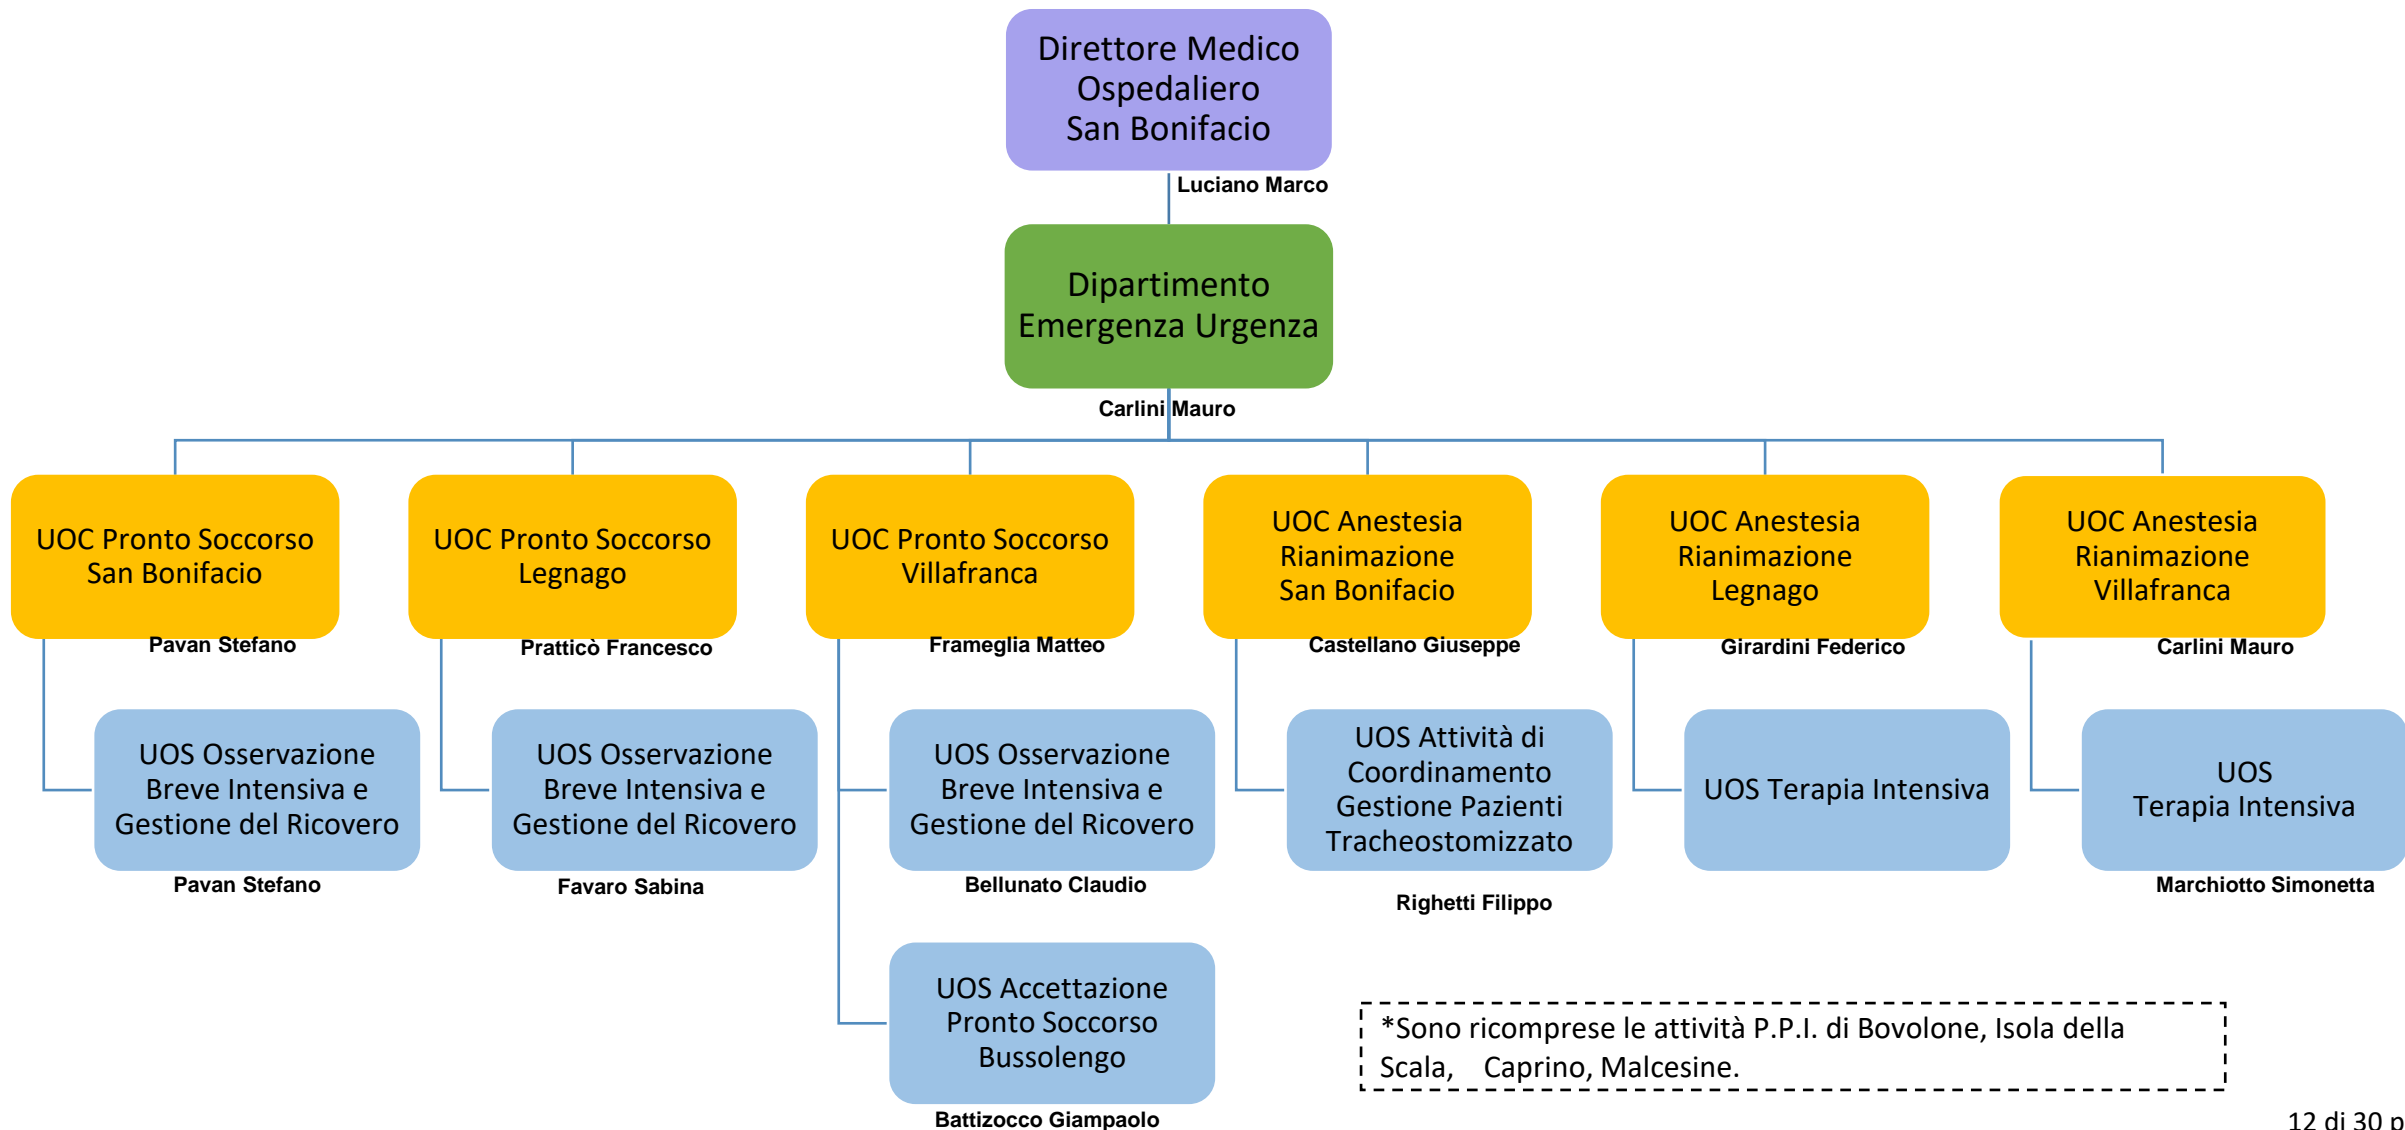 Direttore Medico
Ospedaliero
San Bonifacio
Luciano Marco
Dipartimento
Emergenza Urgenza
Carlini Mauro
UOC Pronto Soccorso
San Bonifacio
Pavan Stefano
UOC Pronto Soccorso
Legnago
Pratticò Francesco
UOC Pronto Soccorso
Villafranca
Frameglia Matteo
UOC Anestesia
Rianimazione
San Bonifacio
Castellano Giuseppe
UOC Anestesia
Rianimazione
Legnago
Girardini Federico
UOC Anestesia
Rianimazione
Villafranca
Carlini Mauro
UOS Osservazione
Breve Intensiva e
Gestione del Ricovero
Pavan Stefano
UOS Osservazione
Breve Intensiva e
Gestione del Ricovero
Favaro Sabina
UOS Osservazione
Breve Intensiva e
Gestione del Ricovero
Bellunato Claudio
UOS Attività di
Coordinamento
Gestione Pazienti
Tracheostomizzato
Righetti Filippo
UOS Terapia Intensiva
UOS
Terapia Intensiva
Marchiotto Simonetta
UOS Accettazione
Pronto Soccorso
Bussolengo
Battizocco Giampaolo
*Sono ricomprese le attività P.P.I. di Bovolone, Isola della
Scala, Caprino, Malcesine.
12 di 30 p